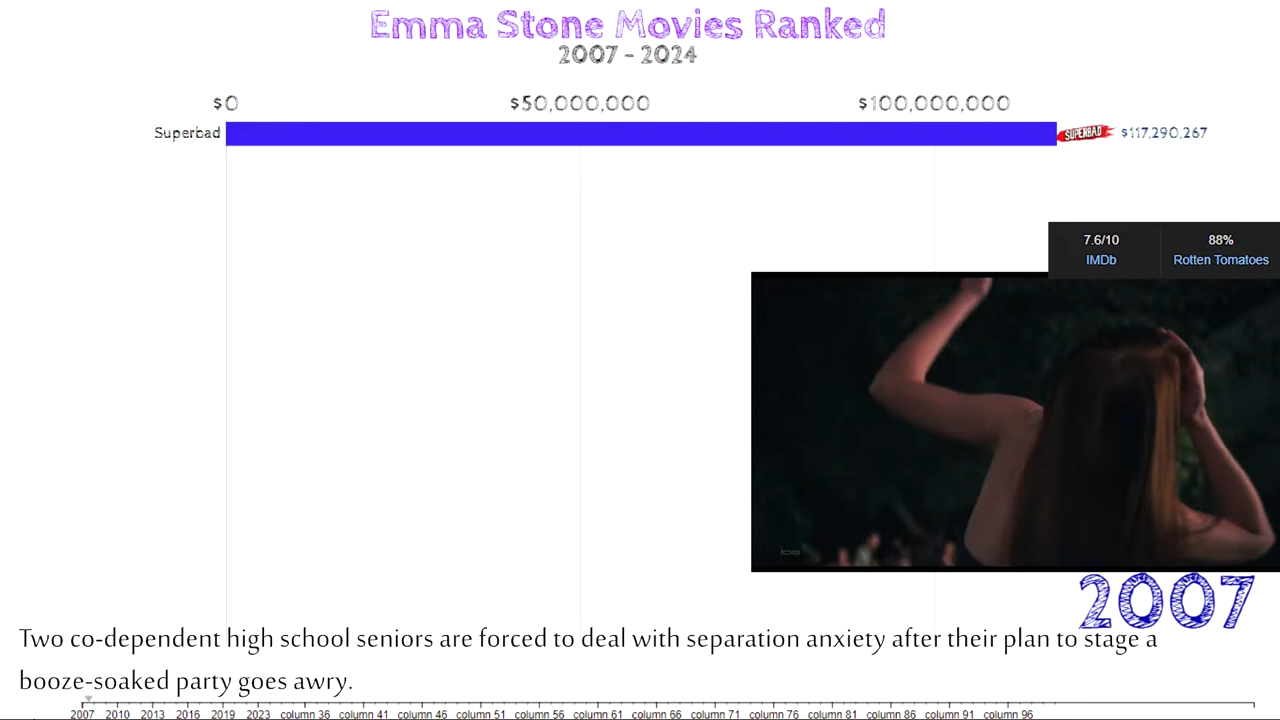 Emma Stone Movies Ranked
2007 - 2024
$0 $50,000,000 $100,000,000
Superbad SUPERBAD $117,290,267
7.6/10 88%
IMDb Rotten Tomatoes
loop
2007
Two co-dependent high school seniors are forced to deal with separation anxiety after their plan to stage a
booze-soaked party goes awry.
2007 2010 2013 2016 2019 2023 column 36 column 41 column 46 column 51 column 56 column 61 column 66 column 71 column 76 column 81 column 86 column 91 column 96